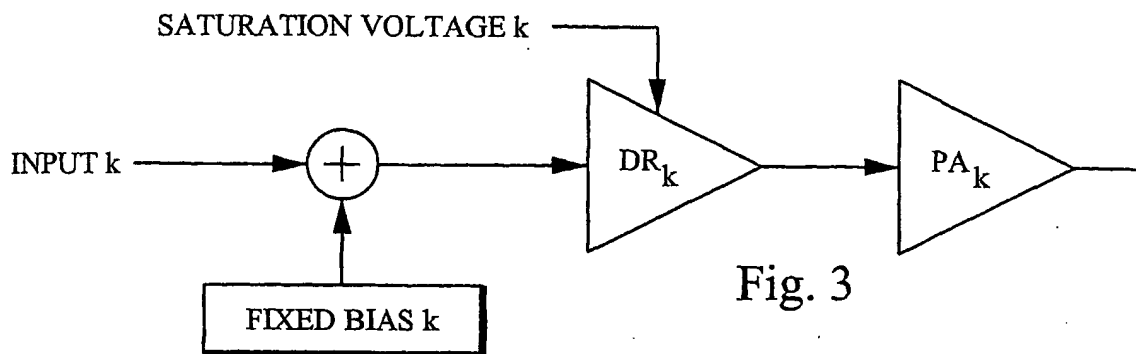 SATURATION VOLTAGE k
INPUT k
+
DRk
PAk
FIXED BIAS k
Fig. 3